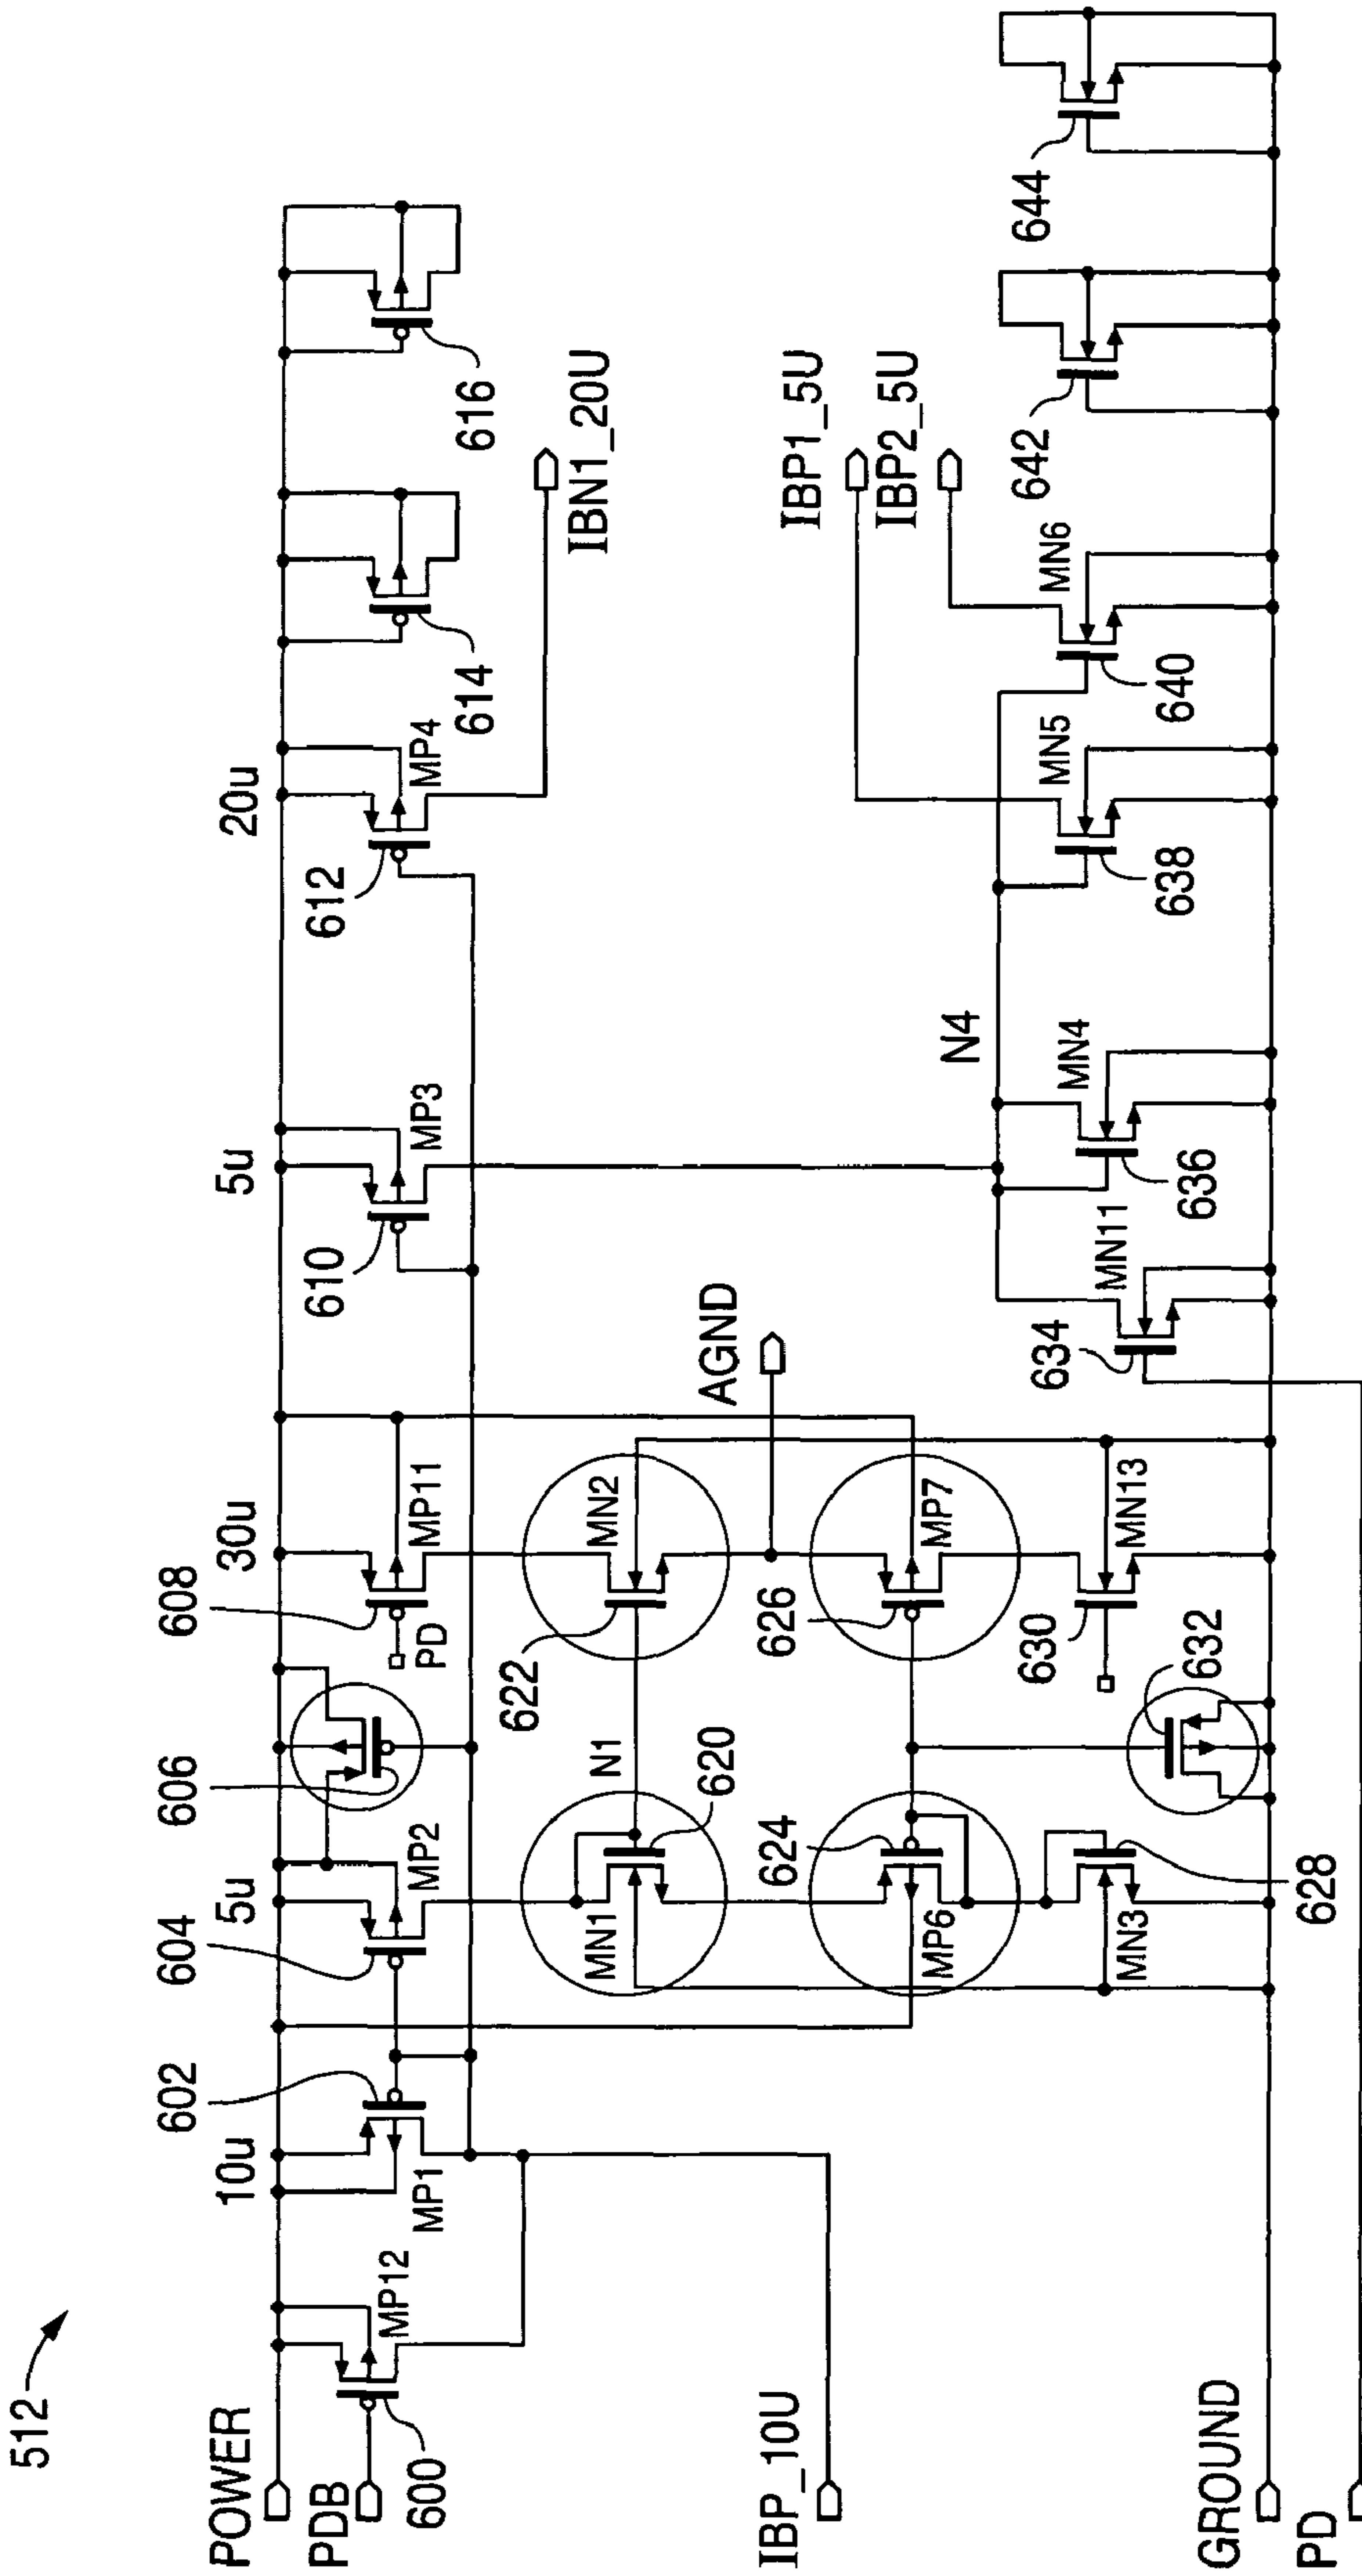 512
POWER
PDB
600
MP12
10u
602
MP1
5u
604
MP2
606
30u
608
PD
MP11
5u
610
MP3
20u
612
MP4
614
616
IBN1_20U
N1
620
MN1
622
MN2
AGND
624
MP6
626
MP7
628
MN3
630
MN13
632
N4
634
MN11
636
MN4
638
MN5
640
MN6
IBP1_5U
IBP2_5U
642
644
IBP_10U
GROUND
PD